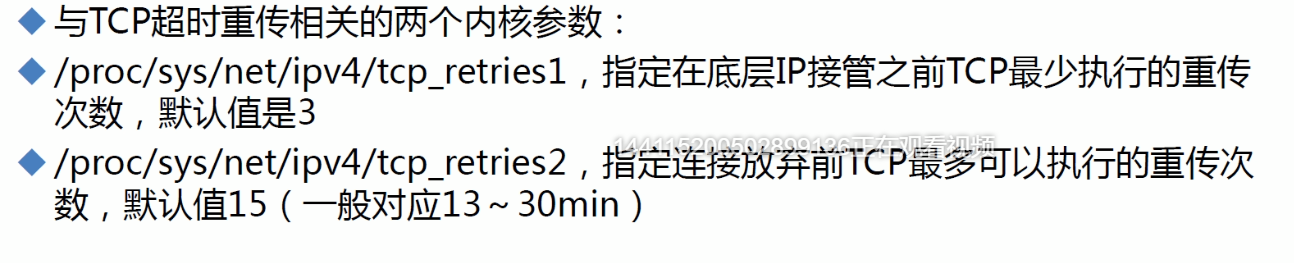 与TCP超时重传相关的两个内核参数：
/proc/sys/net/ipv4/tcp_retries1，指定在底层IP接管之前TCP最少执行的重传
次数，默认值是3
144115200502899126正在观看视频
/proc/sys/net/ipv4/tcp_retries2，指定连接放弃前TCP最多可以执行的重传次
数，默认值15（一般对应13～30min）